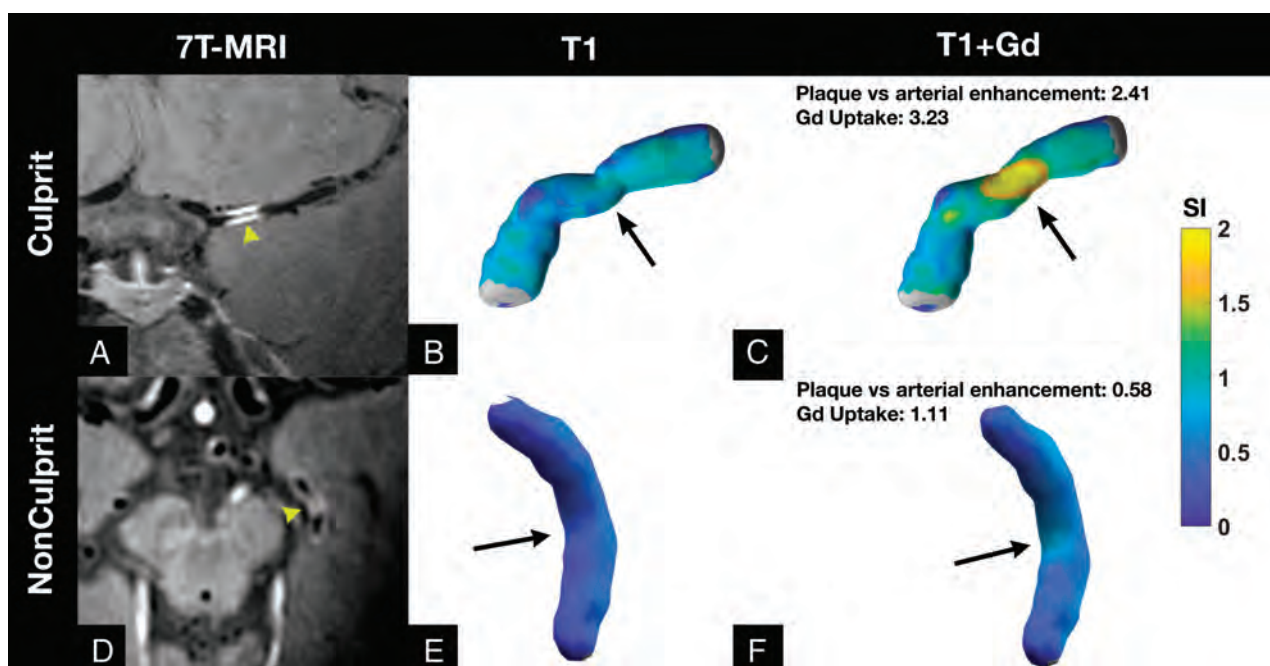 7T-MRI
T1
T1+Gd
Culprit
Plaque vs arterial enhancement: 2.41
Gd Uptake: 3.23
SI
2
1.5
1
0.5
0
A
B
C
NonCulprit
Plaque vs arterial enhancement: 0.58
Gd Uptake: 1.11
D
E
F